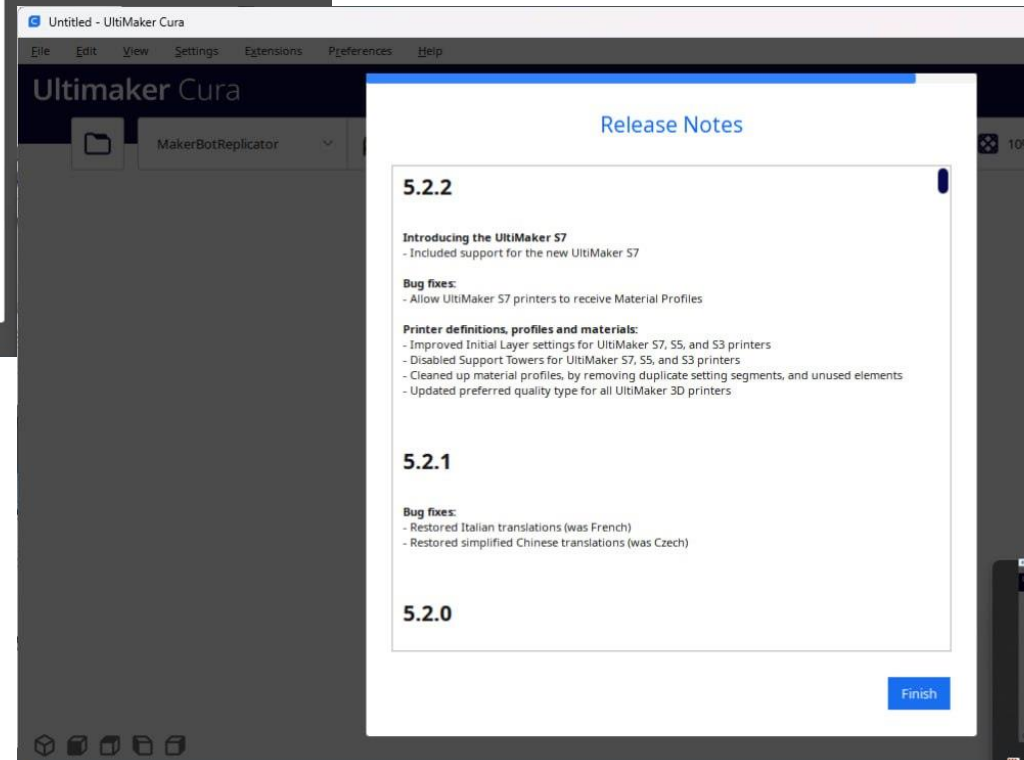 Untitled - UltiMaker Cura
File Edit View Settings Extensions Preferences Help
Ultimaker Cura
MakerBotReplicator
Release Notes
5.2.2
Introducing the UltiMaker S7
- Included support for the new UltiMaker S7
Bug fixes:
- Allow UltiMaker S7 printers to receive Material Profiles
Printer definitions, profiles and materials:
- Improved Initial Layer settings for UltiMaker S7, S5, and S3 printers
- Disabled Support Towers for UltiMaker S7, S5, and S3 printers
- Cleaned up material profiles, by removing duplicate setting segments, and unused elements
- Updated preferred quality type for all UltiMaker 3D printers
5.2.1
Bug fixes:
- Restored Italian translations (was French)
- Restored simplified Chinese translations (was Czech)
5.2.0
Finish